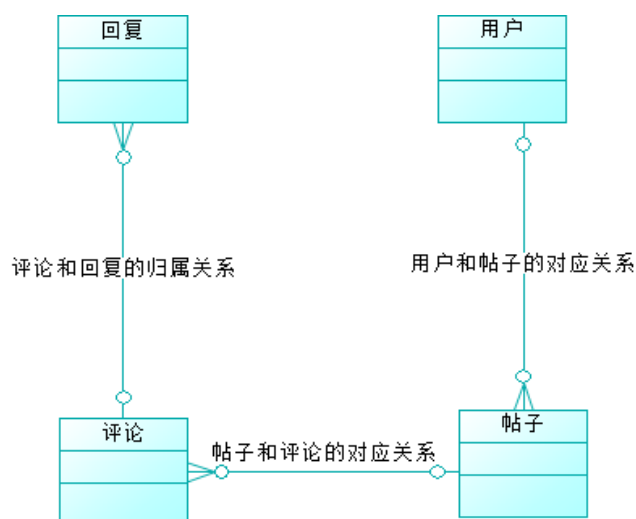 回复
用户
评论和回复的归属关系
用户和帖子的对应关系
评论
帖子和评论的对应关系
帖子